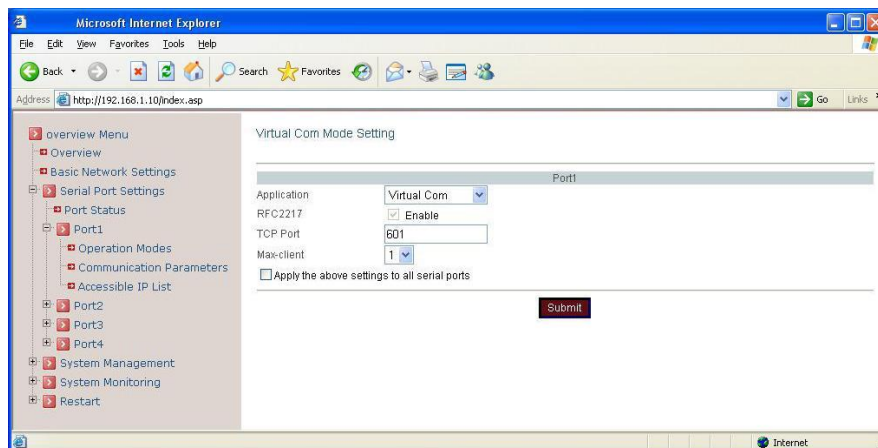 Microsoft Internet Explorer
File Edit View Favorites Tools Help
Back Search Favorites
Address http://192.168.1.10/index.asp Go Links
overview Menu
Overview
Basic Network Settings
Serial Port Settings
Port Status
Port1
Operation Modes
Communication Parameters
Accessible IP List
Port2
Port3
Port4
System Management
System Monitoring
Restart
Virtual Com Mode Setting
Port1
Application Virtual Com
RFC2217 Enable
TCP Port 601
Max-client 1
Apply the above settings to all serial ports
Submit
Internet